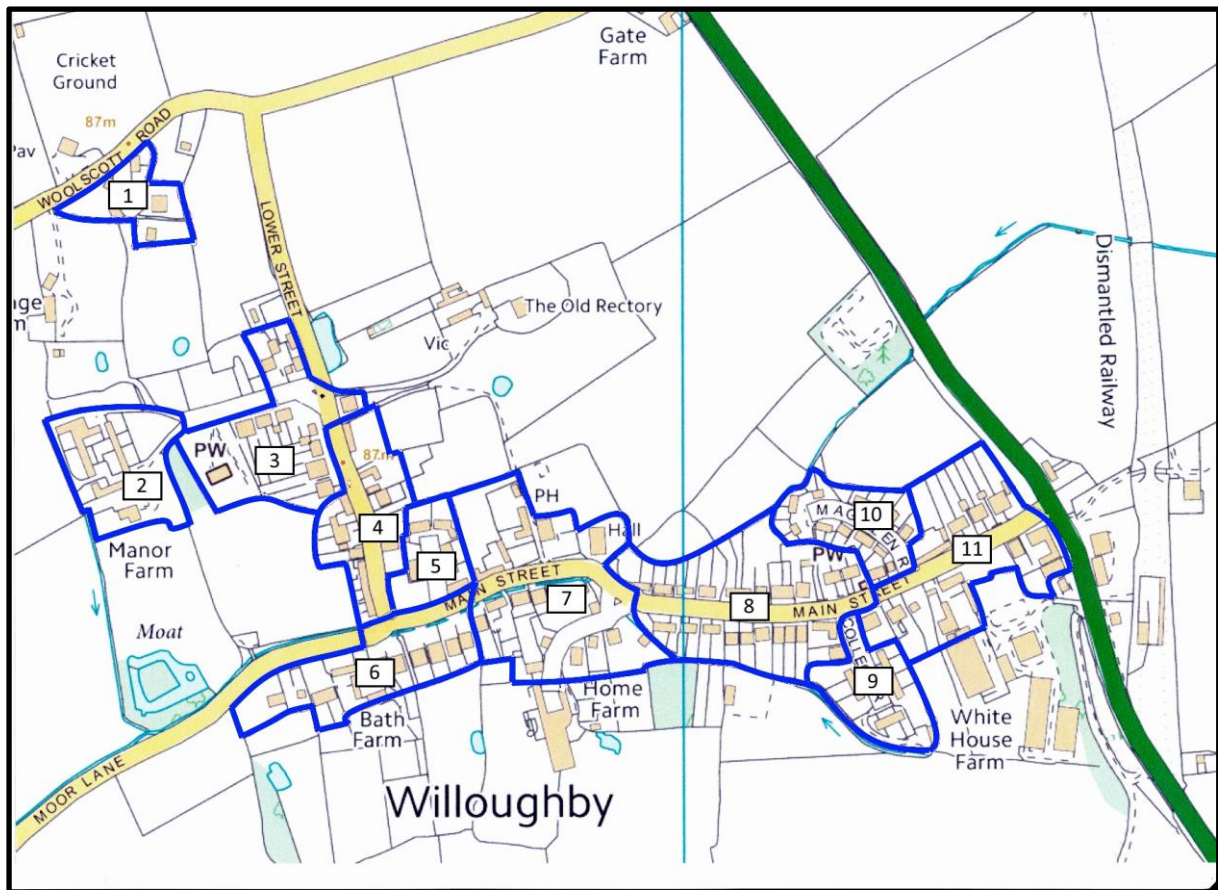 Cricket
Ground
Gate
Farm
87m
WOOLSCOTT ROAD
1
LOWER STREET
The Old Rectory
Vic
Dismantled Railway
PW
3
2
87m
4
5
PH
Hall
10
PW
11
Manor
Farm
MAIN STREET
7
8
MAIN STREET
Moat
6
9
Home
Farm
Bath
Farm
White
House
Farm
MOOR LANE
Willoughby